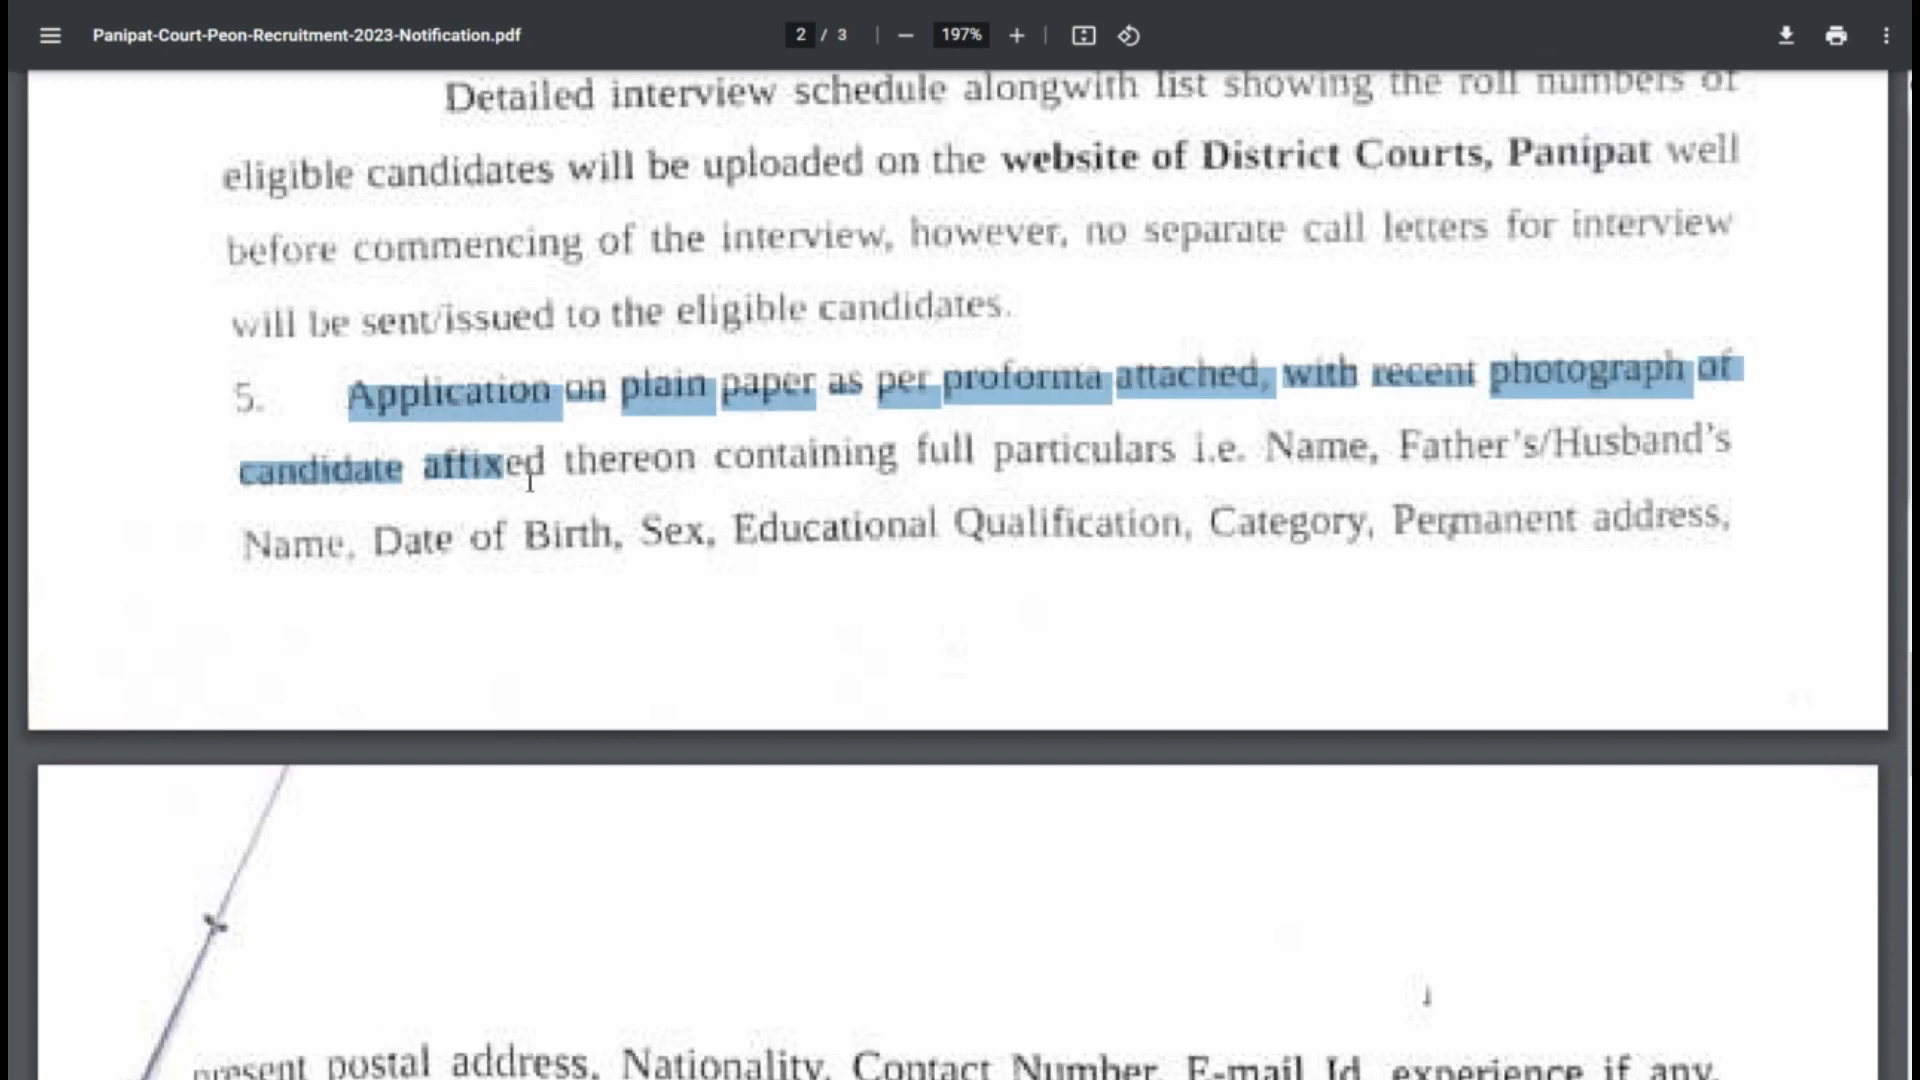 Panipat-Court-Peon-Recruitment-2023-Notification.pdf
2 / 3
197%
Detailed interview schedule alongwith list showing the roll numbers of
eligible candidates will be uploaded on the website of District Courts, Panipat well
before commencing of the interview, however, no separate call letters for interview
will be sent/issued to the eligible candidates.
5. Application on plain paper as per proforma attached, with recent photograph of
candidate affixed thereon containing full particulars i.e. Name, Father's/Husband's
Name, Date of Birth, Sex, Educational Qualification, Category, Permanent address,
present postal address, Nationality, Contact Number, E-mail Id, experience if any,